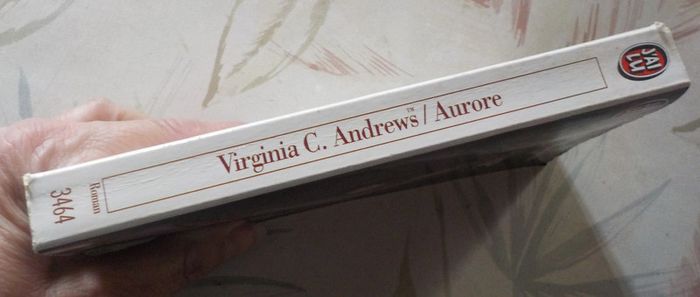 3464
Roman
Virginia C. Andrews™ / Aurore
J'AI
LU